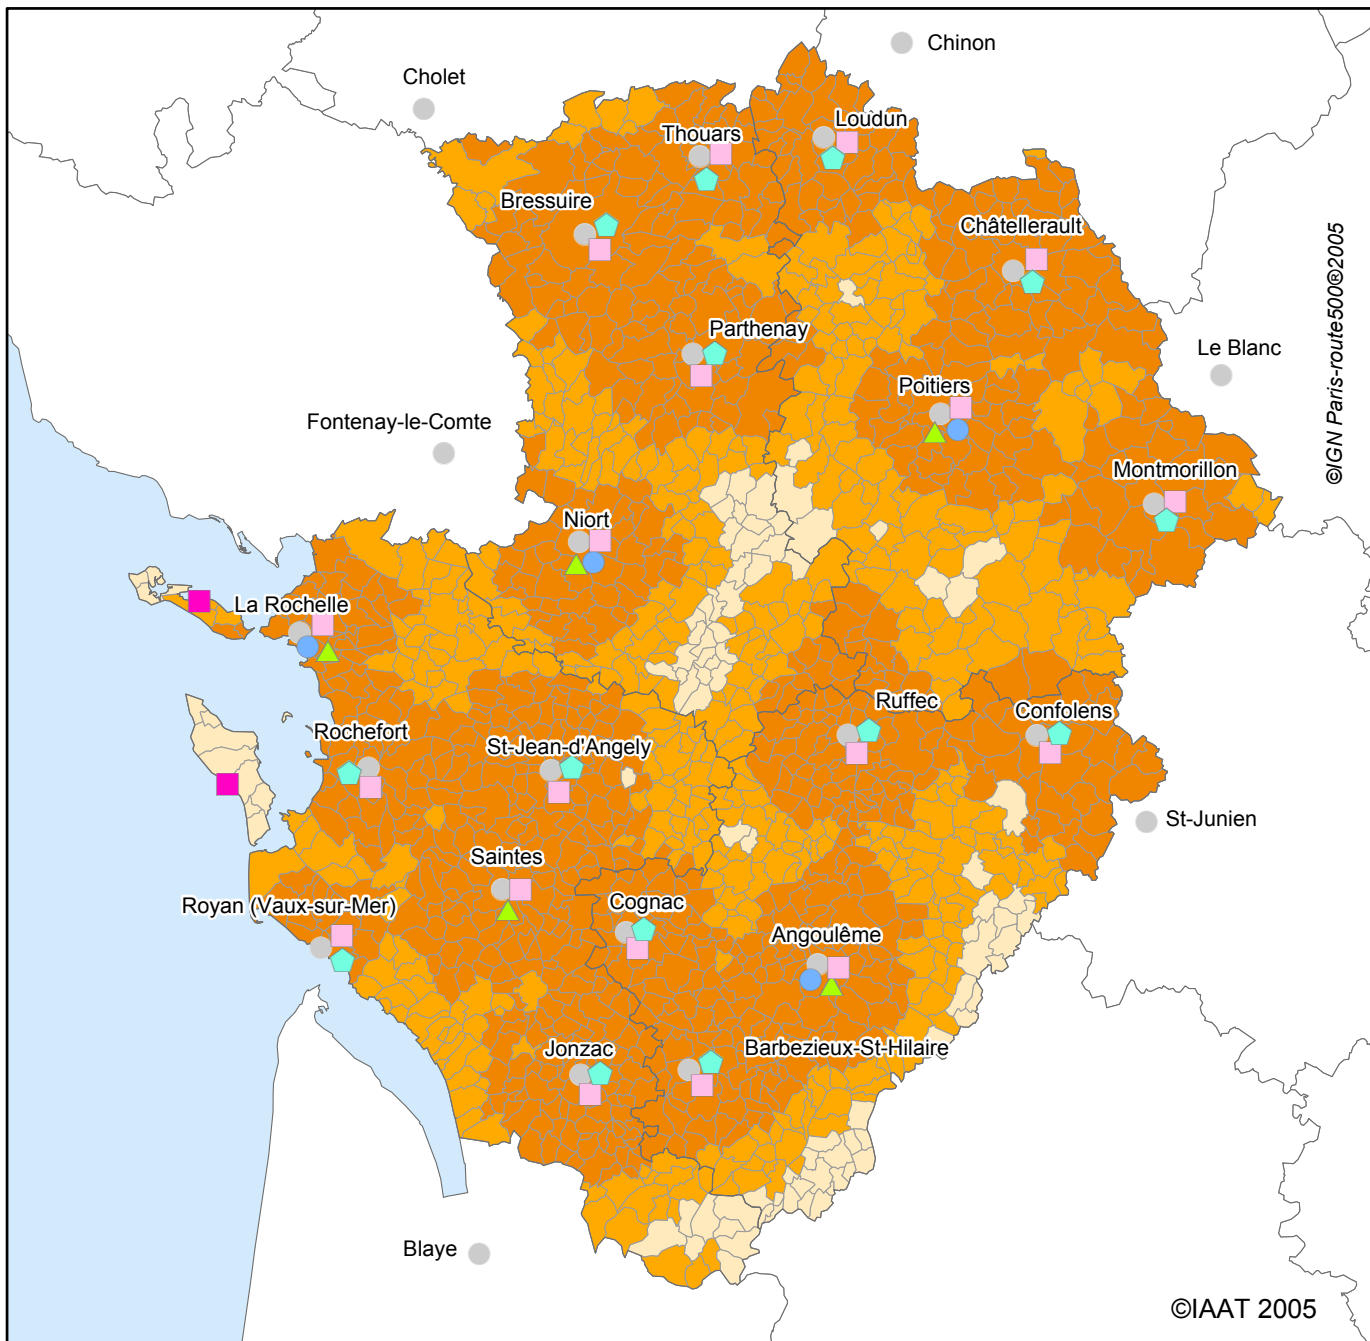 Chinon
Cholet
Loudun
Thouars
Bressuire
Châtellerault
©IGN Paris-route500®2005
Parthenay
Le Blanc
Poitiers
Fontenay-le-Comte
Montmorillon
Niort
La Rochelle
Ruffec
Confolens
Rochefort
St-Jean-d'Angely
St-Junien
Saintes
Royan (Vaux-sur-Mer)
Cognac
Angoulême
Jonzac
Barbezieux-St-Hilaire
Blaye
©IAAT 2005